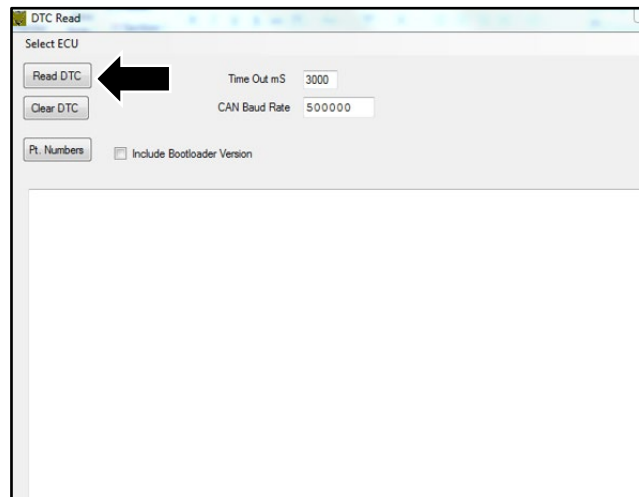 DTC Read
Select ECU
Read DTC
Time Out mS 3000
Clear DTC
CAN Baud Rate 500000
Pt. Numbers
Include Bootloader Version